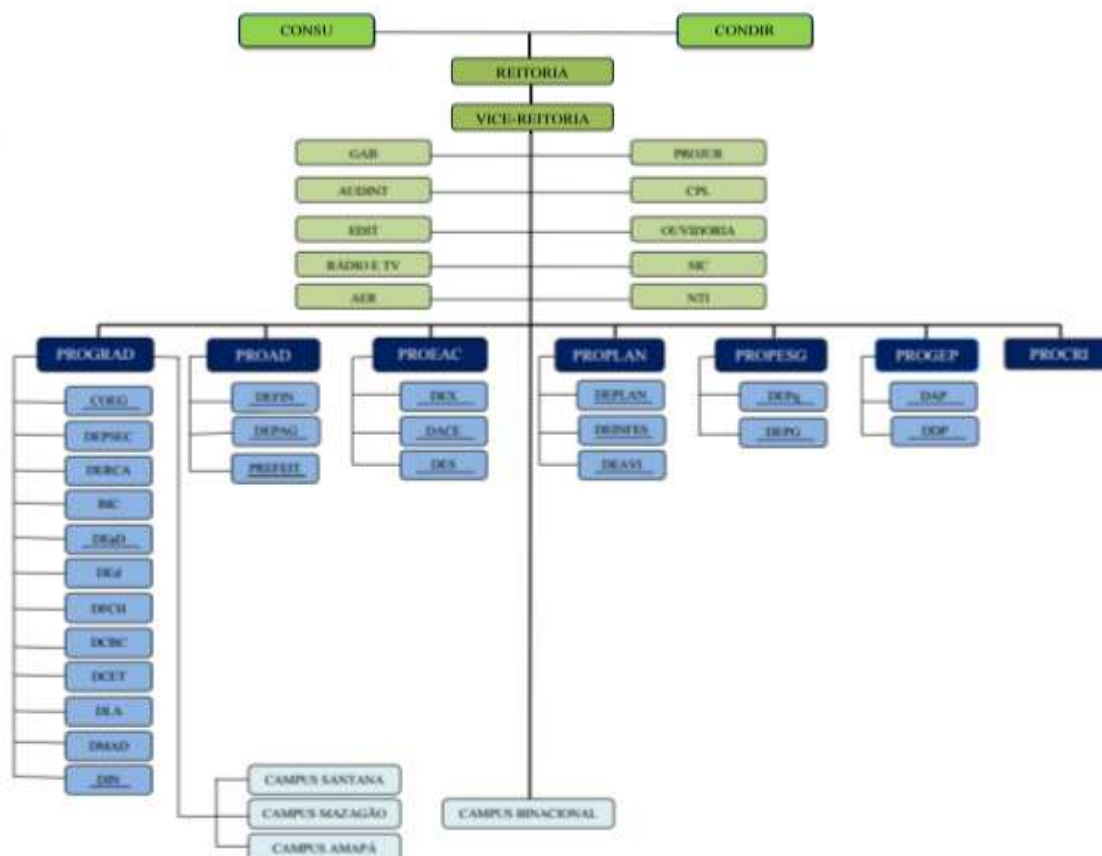 CONSU
CONDIR
REITORIA
VICE-REITORIA
GAB
PROJUR
AUDINT
CPL
EDIT
OUVIDORIA
RÁDIO E TV
SIC
AER
NTI
PROGRAD
PROAD
PROEAC
PROPLAN
PROPESG
PROGEP
PROCRI
COEG
DEFIN
DEX
DEPLAN
DEPq
DAP
DEPSEC
DEPAG
DACE
DEINFES
DEPG
DDP
DERCA
PREFEIT
DES
DEAVI
BIC
DEaD
DEd
DFCH
DCBC
DCET
DLA
DMAD
DIN
CAMPUS SANTANA
CAMPUS MAZAGÃO
CAMPUS BINACIONAL
CAMPUS AMAPÁ